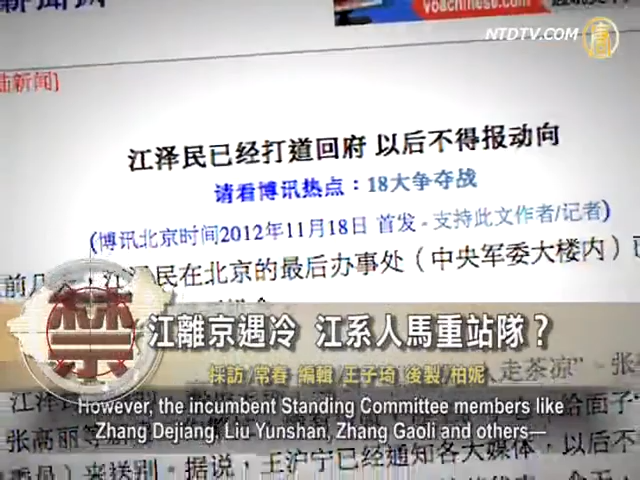 voachinese.com
NTDTV.COM
陆新闻]
江泽民已经打道回府 以后不得报动向
请看博讯热点：18大争夺战
(博讯北京时间2012年11月18日 首发 - 支持此文作者/记者)
江泽民在北京的最后办事处（中央军委大楼内）已
禁
江離京遇冷 江系人馬重站隊？
採訪/常春 編輯/王子琦 後製/柏妮
走茶凉”
However, the incumbent Standing Committee members like
Zhang Dejiang, Liu Yunshan, Zhang Gaoli and others—
张高丽等
来送别。据说，王沪宁已经通知各大媒体，以后不